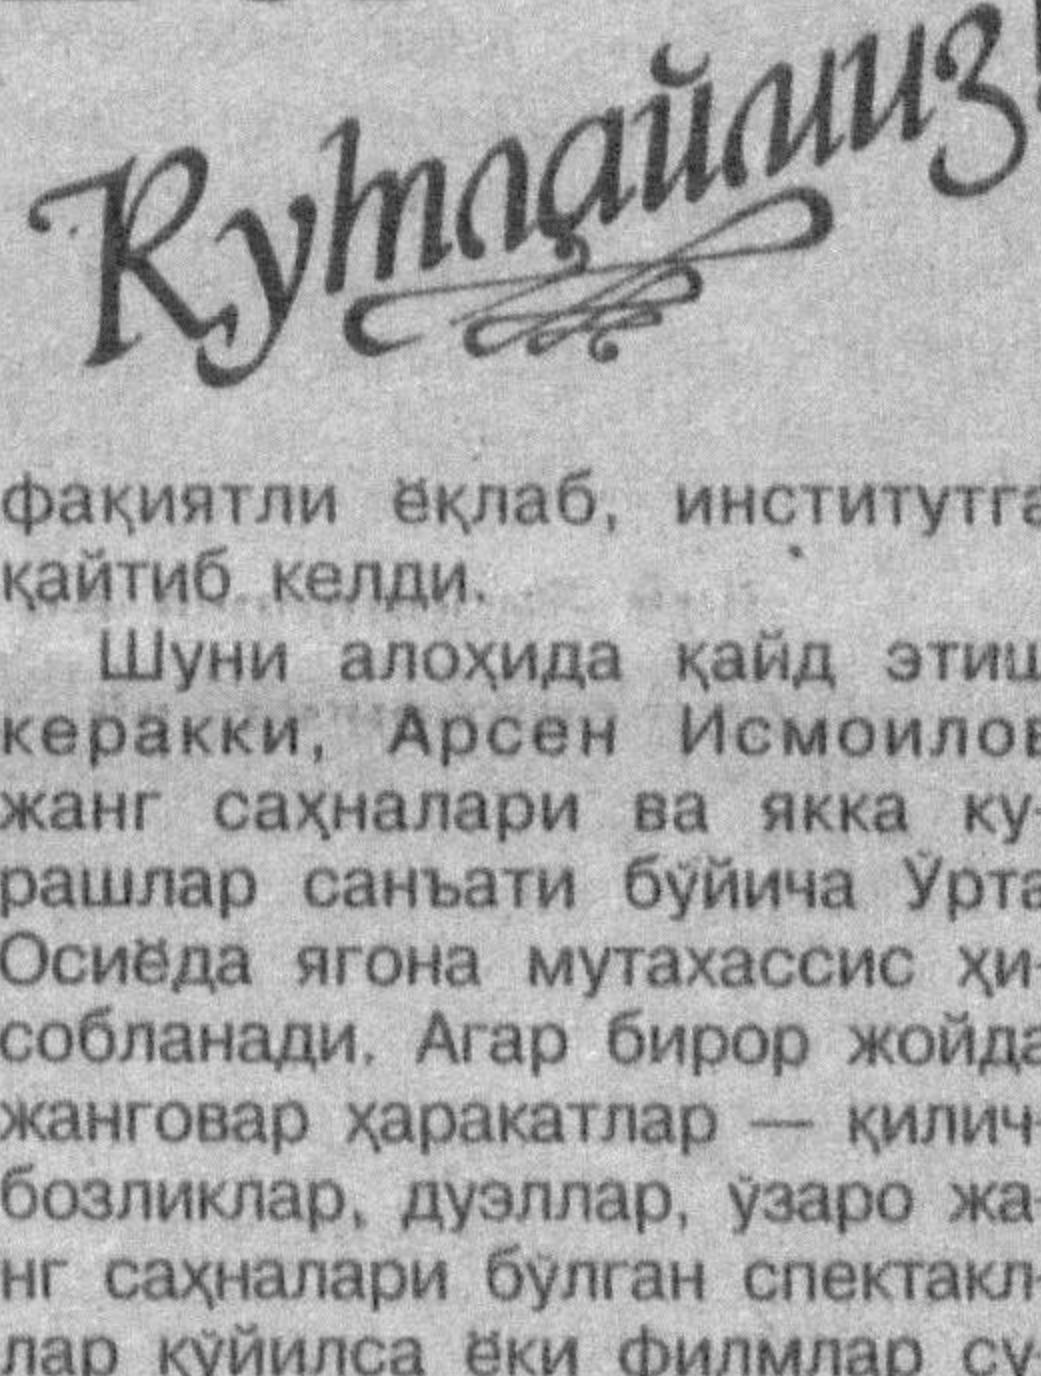 Қутлаймиз!
фақиятли ёқлаб, институтга
қайтиб келди.
Шуни алоҳида қайд этиш
керакки, Арсен Исмоилов
жанг саҳналари ва якка ку-
рашлар санъати бўйича Ўрта
Осиёда ягона мутахассис ҳи-
собланади. Агар бирор жойда
жанговар ҳаракатлар — қилич-
бозликлар, дуэллар, ўзаро жа-
нг саҳналари бўлган спектакл-
лар қўйилса ёки филмлар су-